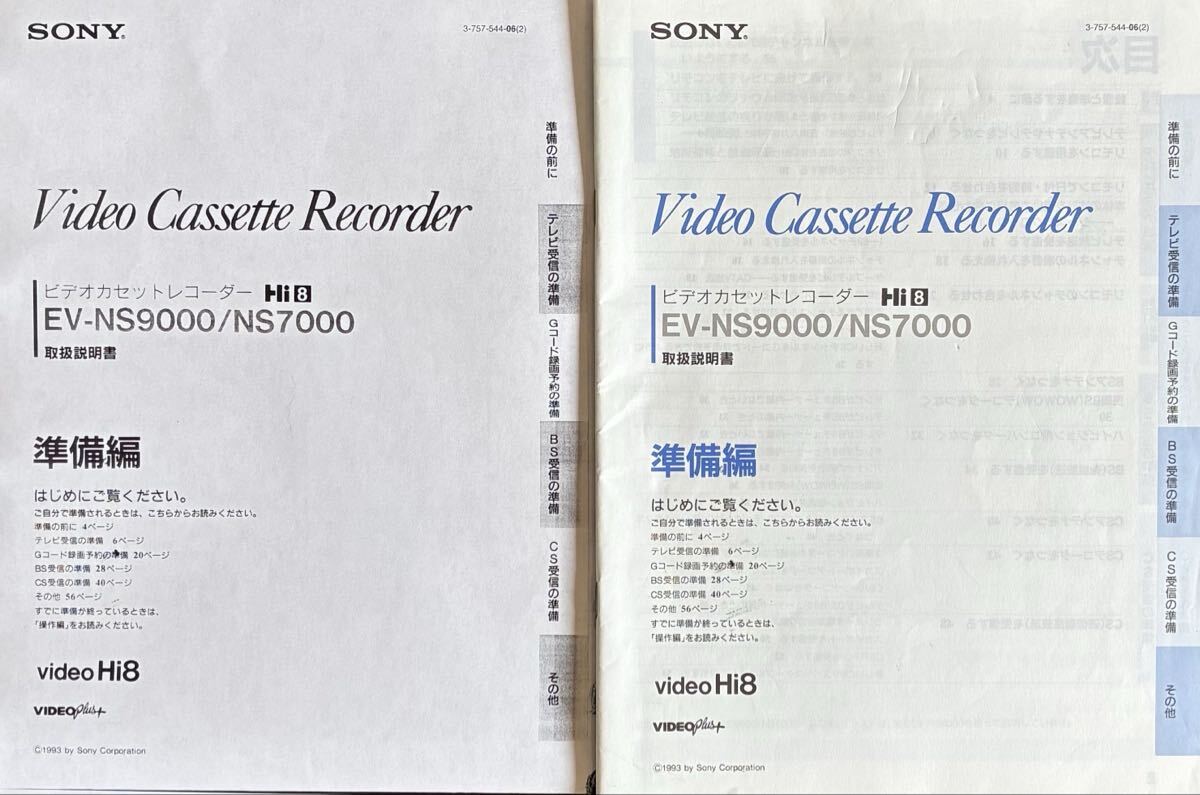 SONY®
3-757-544-06(2)
Video Cassette Recorder
ビデオカセットレコーダー Hi8
EV-NS9000/NS7000
取扱説明書
準備編
はじめにご覧ください。
ご自分で準備されるときは、こちらからお読みください。
準備の前に 4ページ
テレビ受信の準備 6ページ
Gコード録画予約の準備 20ページ
BS受信の準備 28ページ
CS受信の準備 40ページ
その他 56ページ
すでに準備が終っているときは、
「操作編」をお読みください。
video Hi8
VIDEO plus+
©1993 by Sony Corporation
準備の前に
テレビ受信の準備
Gコード録画予約の準備
BS受信の準備
CS受信の準備
その他
SONY®
3-757-544-06(2)
Video Cassette Recorder
ビデオカセットレコーダー Hi8
EV-NS9000/NS7000
取扱説明書
準備編
はじめにご覧ください。
ご自分で準備されるときは、こちらからお読みください。
準備の前に 4ページ
テレビ受信の準備 6ページ
Gコード録画予約の準備 20ページ
BS受信の準備 28ページ
CS受信の準備 40ページ
その他 56ページ
すでに準備が終っているときは、
「操作編」をお読みください。
video Hi8
VIDEO plus+
©1993 by Sony Corporation
準備の前に
テレビ受信の準備
Gコード録画予約の準備
BS受信の準備
CS受信の準備
その他
目次